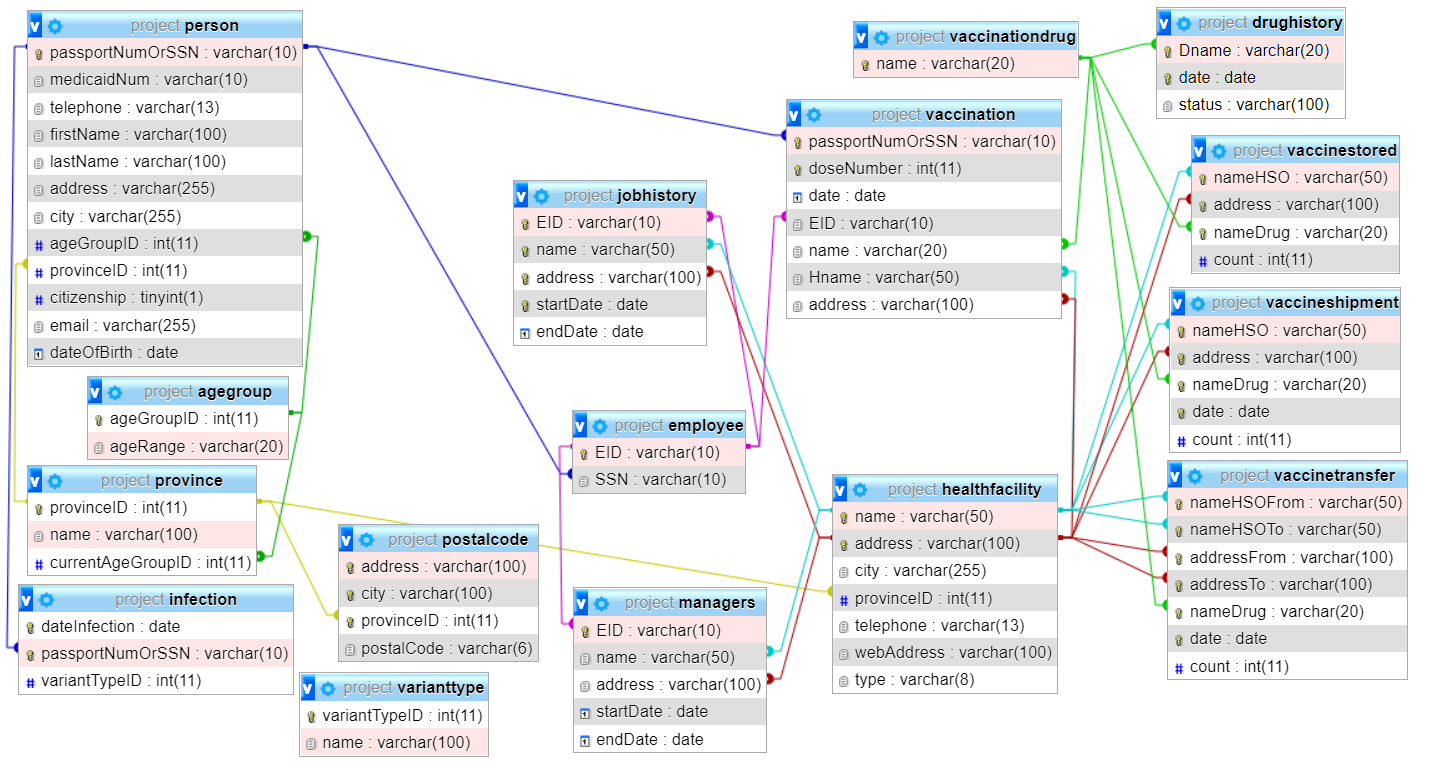 project person
passportNumOrSSN : varchar(10)
medicaidNum : varchar(10)
telephone : varchar(13)
firstName : varchar(100)
lastName : varchar(100)
address : varchar(255)
city : varchar(255)
ageGroupID : int(11)
provinceID : int(11)
citizenship : tinyint(1)
email : varchar(255)
dateOfBirth : date
project agegroup
ageGroupID : int(11)
ageRange : varchar(20)
project province
provinceID : int(11)
name : varchar(100)
currentAgeGroupID : int(11)
project infection
dateInfection : date
passportNumOrSSN : varchar(10)
variantTypeID : int(11)
project varianttype
variantTypeID : int(11)
name : varchar(100)
project postalcode
address : varchar(100)
city : varchar(100)
provinceID : int(11)
postalCode : varchar(6)
project jobhistory
EID : varchar(10)
name : varchar(50)
address : varchar(100)
startDate : date
endDate : date
project employee
EID : varchar(10)
SSN : varchar(10)
project managers
EID : varchar(10)
name : varchar(50)
address : varchar(100)
startDate : date
endDate : date
project vaccinationdrug
name : varchar(20)
project vaccination
passportNumOrSSN : varchar(10)
doseNumber : int(11)
date : date
EID : varchar(10)
name : varchar(20)
Hname : varchar(50)
address : varchar(100)
project healthfacility
name : varchar(50)
address : varchar(100)
city : varchar(255)
provinceID : int(11)
telephone : varchar(13)
webAddress : varchar(100)
type : varchar(8)
project drughistory
Dname : varchar(20)
date : date
status : varchar(100)
project vaccinestored
nameHSO : varchar(50)
address : varchar(100)
nameDrug : varchar(20)
count : int(11)
project vaccineshipment
nameHSO : varchar(50)
address : varchar(100)
nameDrug : varchar(20)
date : date
count : int(11)
project vaccinetransfer
nameHSOFrom : varchar(50)
nameHSOTo : varchar(50)
addressFrom : varchar(100)
addressTo : varchar(100)
nameDrug : varchar(20)
date : date
count : int(11)